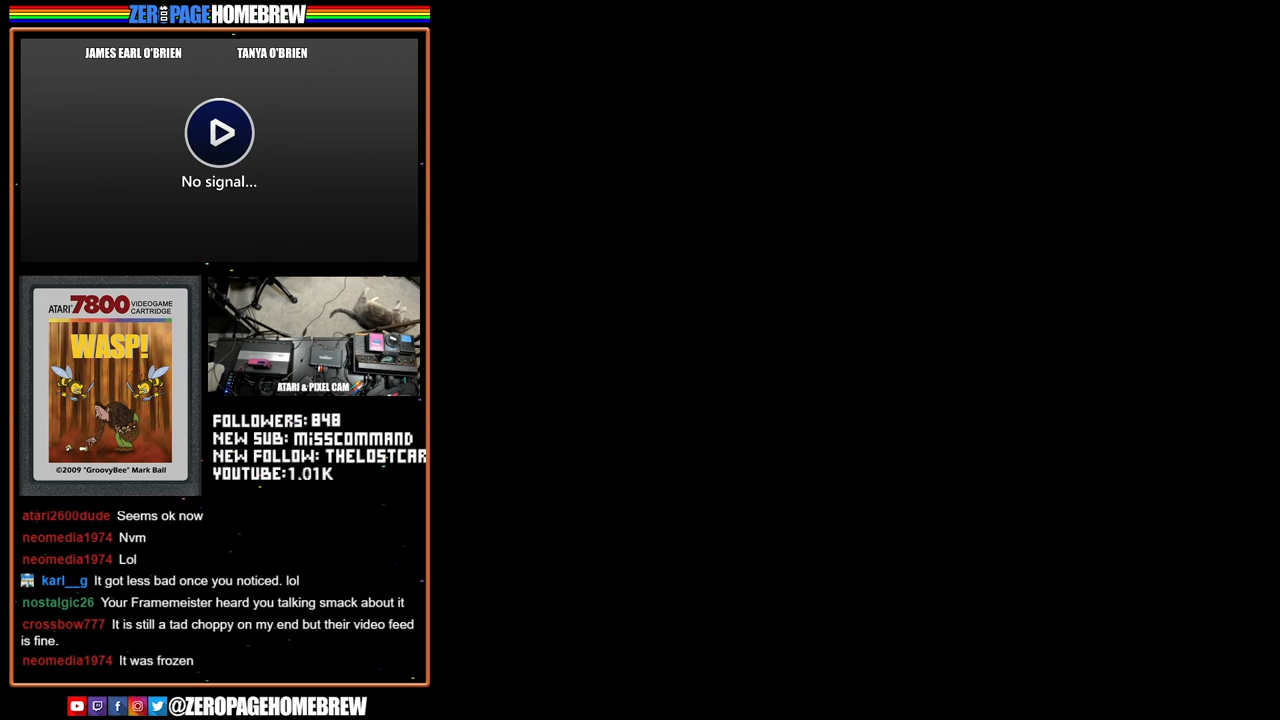 ZEROPAGEHOMEBREW
JAMES EARL O'BRIEN
TANYA O'BRIEN
No signal...
ATARI 7800 VIDEOGAME CARTRIDGE
WASP!
©2009 "GroovyBee" Mark Ball
ATARI & PIXEL CAM
FOLLOWERS: 848
NEW SUB: MISSCOMMAND
NEW FOLLOW: THELOSTCAR
YOUTUBE:1.01K
atari2600dude Seems ok now
neomedia1974 Nvm
neomedia1974 Lol
karl__g It got less bad once you noticed. lol
nostalgic26 Your Framemeister heard you talking smack about it
crossbow777 It is still a tad choppy on my end but their video feed
is fine.
neomedia1974 It was frozen
@ZEROPAGEHOMEBREW